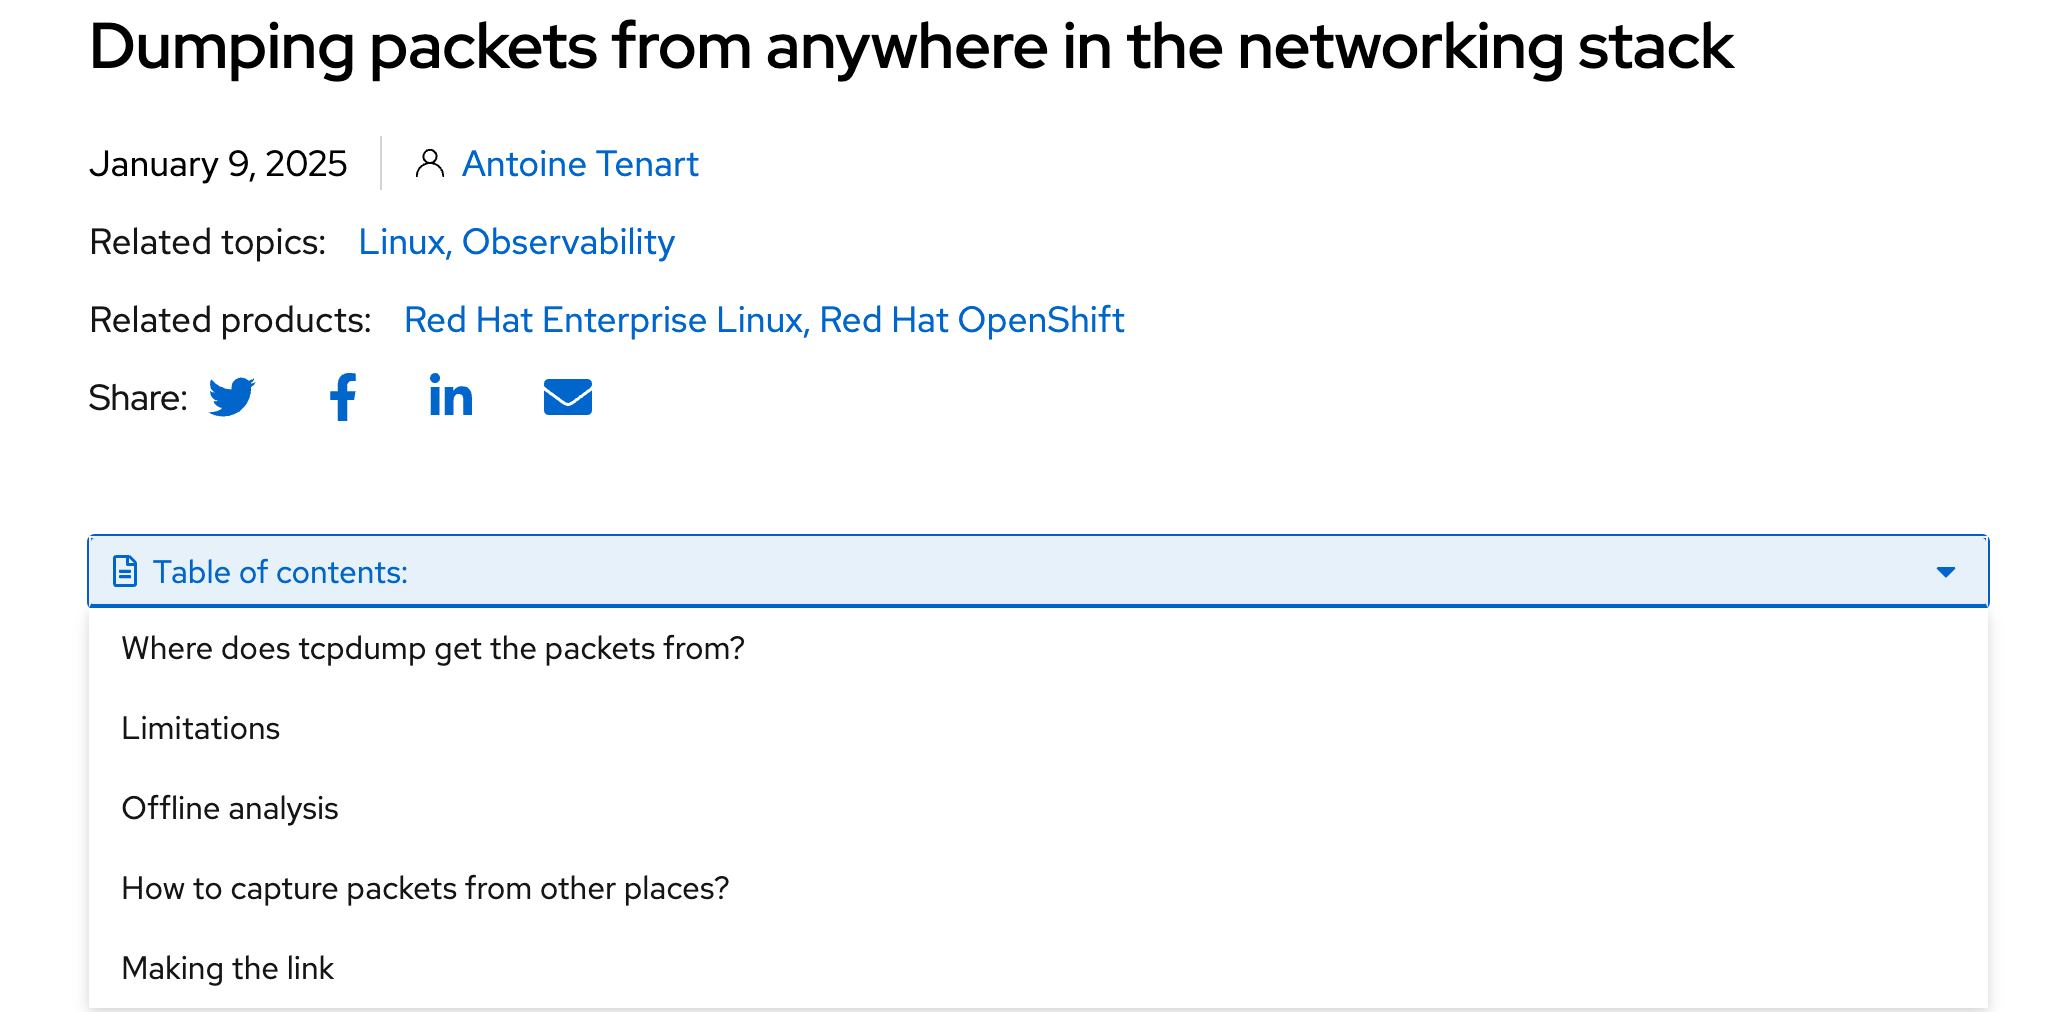 Dumping packets from anywhere in the networking stack
January 9, 2025 Antoine Tenart
Related topics: Linux, Observability
Related products: Red Hat Enterprise Linux, Red Hat OpenShift
Share:
Table of contents:
Where does tcpdump get the packets from?
Limitations
Offline analysis
How to capture packets from other places?
Making the link